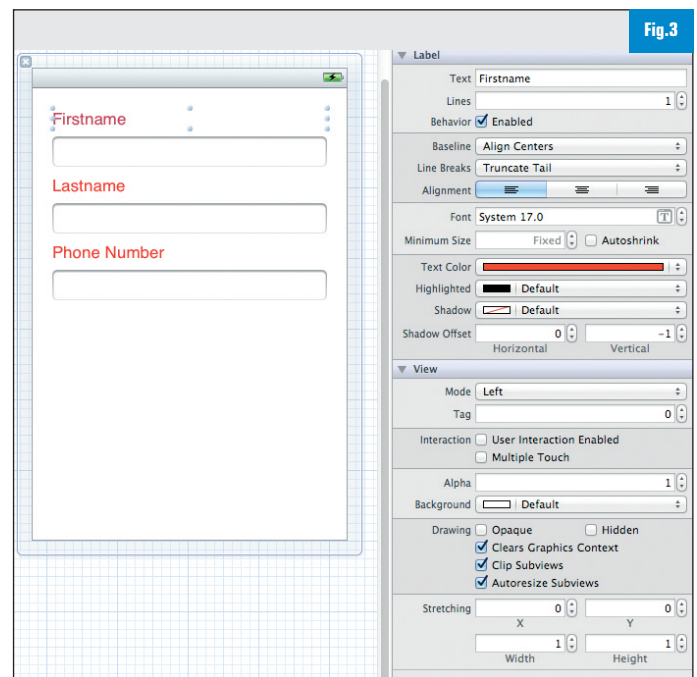 Fig.3
Firstname
Lastname
Phone Number
Label
Text Firstname
Lines 1
Behavior Enabled
Baseline Align Centers
Line Breaks Truncate Tail
Alignment
Font System 17.0 T
Minimum Size Fixed Autoshrink
Text Color
Highlighted Default
Shadow Default
Shadow Offset 0 -1
Horizontal Vertical
View
Mode Left
Tag 0
Interaction User Interaction Enabled
Multiple Touch
Alpha 1
Background Default
Drawing Opaque Hidden
Clears Graphics Context
Clip Subviews
Autoresize Subviews
Stretching 0 0
X Y
1 1
Width Height